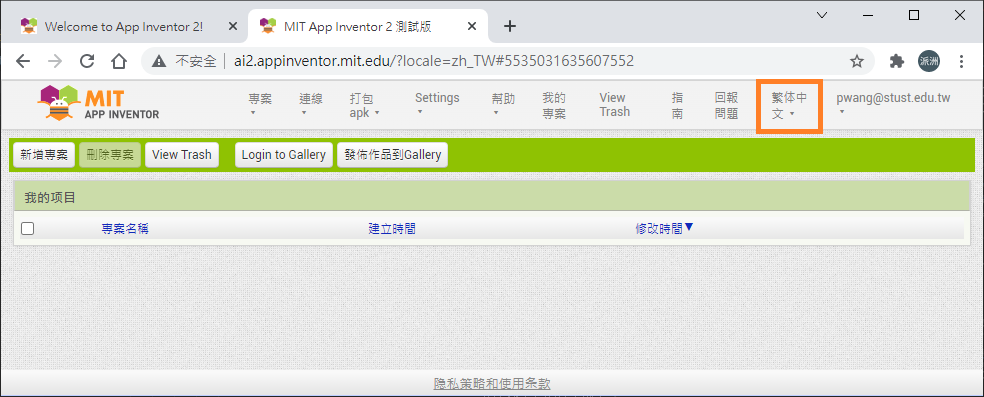 Welcome to App Inventor 2!
MIT App Inventor 2 測試版
不安全 | ai2.appinventor.mit.edu/?locale=zh_TW#5535031635607552
派洲
MIT
APP INVENTOR
專案
連線
打包
apk
Settings
幫助
我的
專案
View
Trash
指
南
回報
問題
繁体中
文
pwang@stust.edu.tw
新增專案
刪除專案
View Trash
Login to Gallery
發佈作品到Gallery
我的项目
專案名稱
建立時間
修改時間
隐私策略和使用条款